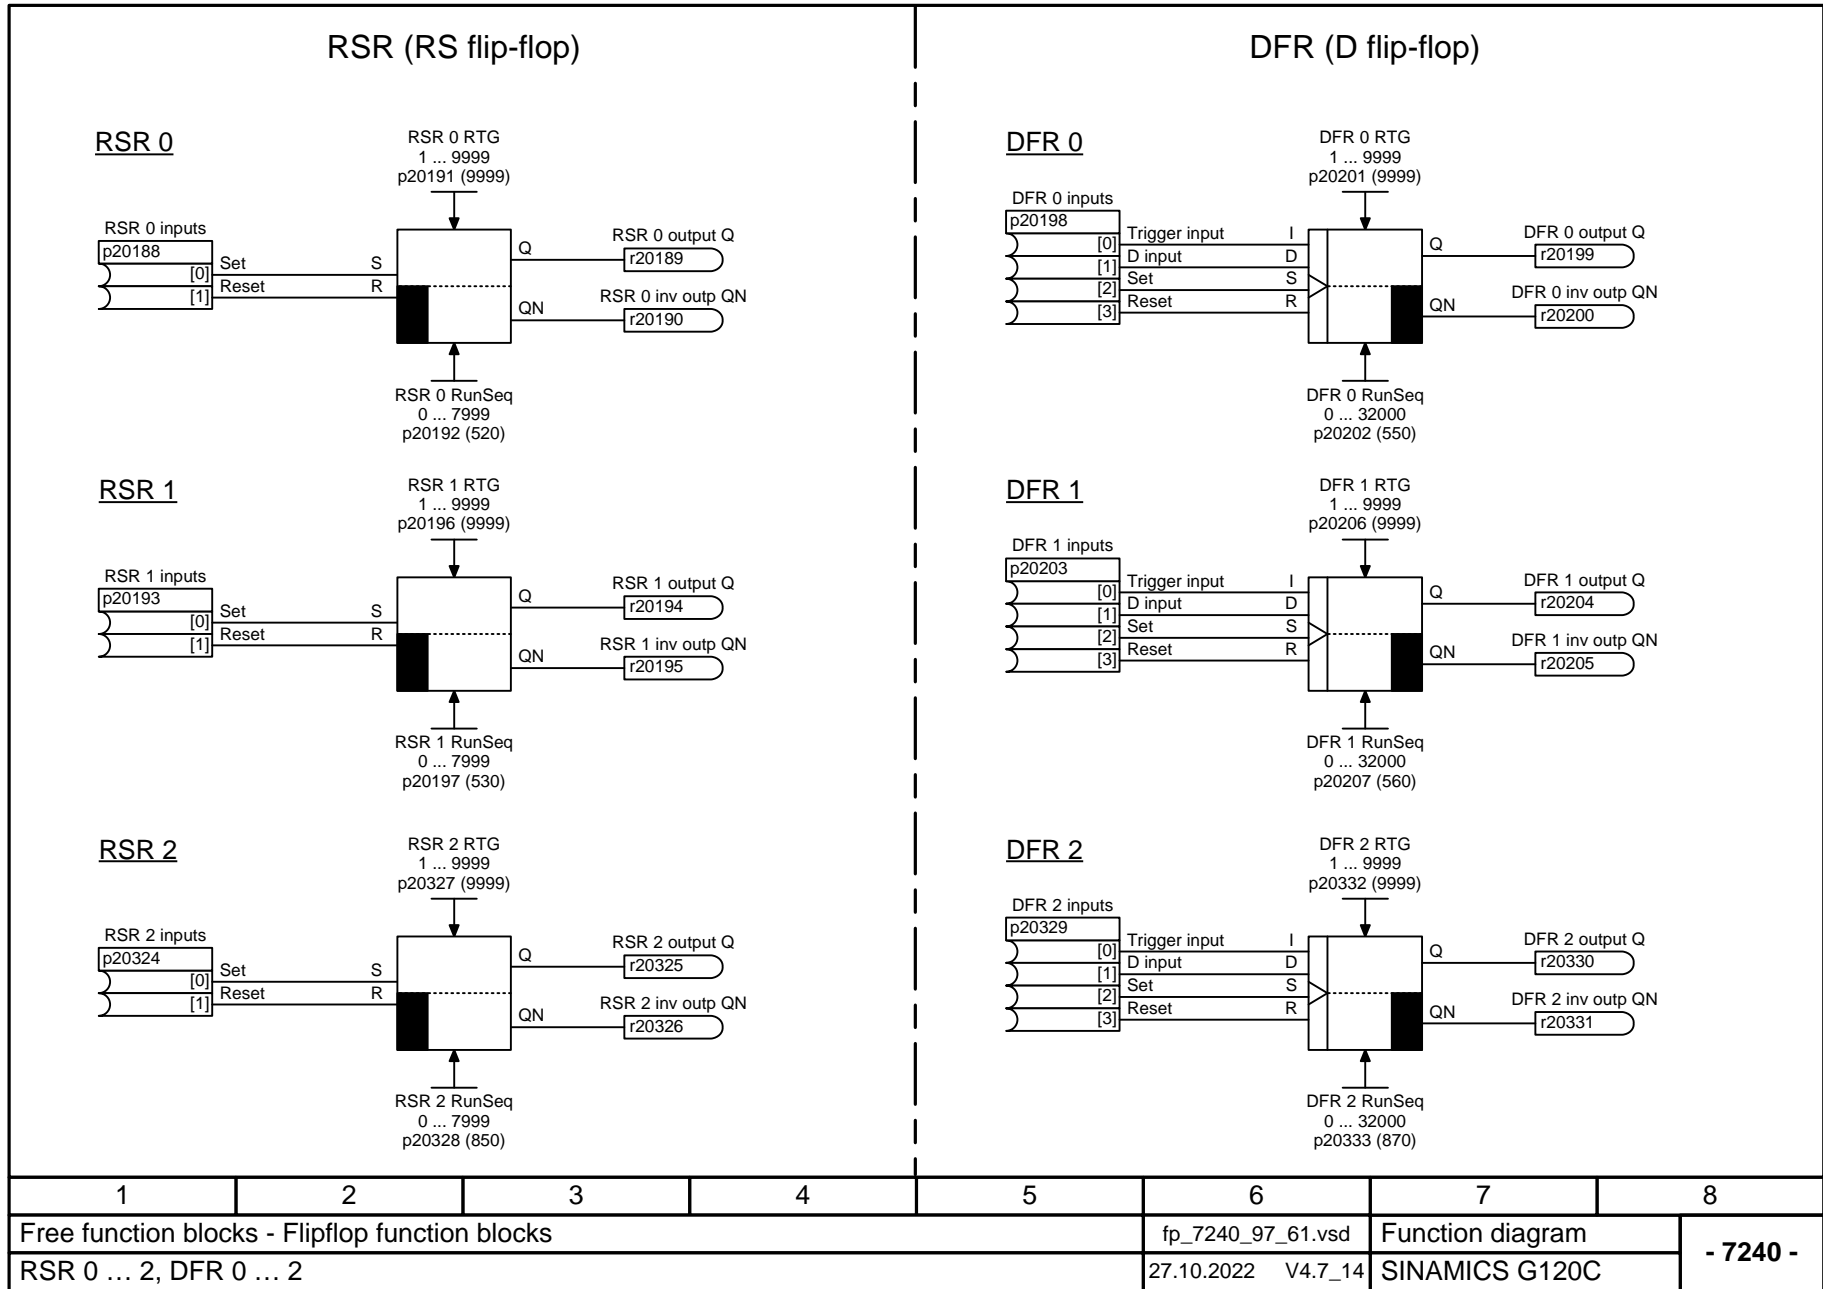 RSR (RS flip-flop)
RSR 0
RSR 0 RTG
1 ... 9999
p20191 (9999)
RSR 0 inputs
p20188
[0]
[1]
Set
Reset
S
R
Q
QN
RSR 0 output Q
r20189
RSR 0 inv outp QN
r20190
RSR 0 RunSeq
0 ... 7999
p20192 (520)
RSR 1
RSR 1 RTG
1 ... 9999
p20196 (9999)
RSR 1 inputs
p20193
[0]
[1]
Set
Reset
S
R
Q
QN
RSR 1 output Q
r20194
RSR 1 inv outp QN
r20195
RSR 1 RunSeq
0 ... 7999
p20197 (530)
RSR 2
RSR 2 RTG
1 ... 9999
p20327 (9999)
RSR 2 inputs
p20324
[0]
[1]
Set
Reset
S
R
Q
QN
RSR 2 output Q
r20325
RSR 2 inv outp QN
r20326
RSR 2 RunSeq
0 ... 7999
p20328 (850)
DFR (D flip-flop)
DFR 0
DFR 0 RTG
1 ... 9999
p20201 (9999)
DFR 0 inputs
p20198
[0]
[1]
[2]
[3]
Trigger input
D input
Set
Reset
I
D
S
R
Q
QN
DFR 0 output Q
r20199
DFR 0 inv outp QN
r20200
DFR 0 RunSeq
0 ... 32000
p20202 (550)
DFR 1
DFR 1 RTG
1 ... 9999
p20206 (9999)
DFR 1 inputs
p20203
[0]
[1]
[2]
[3]
Trigger input
D input
Set
Reset
I
D
S
R
Q
QN
DFR 1 output Q
r20204
DFR 1 inv outp QN
r20205
DFR 1 RunSeq
0 ... 32000
p20207 (560)
DFR 2
DFR 2 RTG
1 ... 9999
p20332 (9999)
DFR 2 inputs
p20329
[0]
[1]
[2]
[3]
Trigger input
D input
Set
Reset
I
D
S
R
Q
QN
DFR 2 output Q
r20330
DFR 2 inv outp QN
r20331
DFR 2 RunSeq
0 ... 32000
p20333 (870)
1 2 3 4 5 6 7 8
Free function blocks - Flipflop function blocks
fp_7240_97_61.vsd
Function diagram
- 7240 -
RSR 0 … 2, DFR 0 … 2
27.10.2022 V4.7_14
SINAMICS G120C